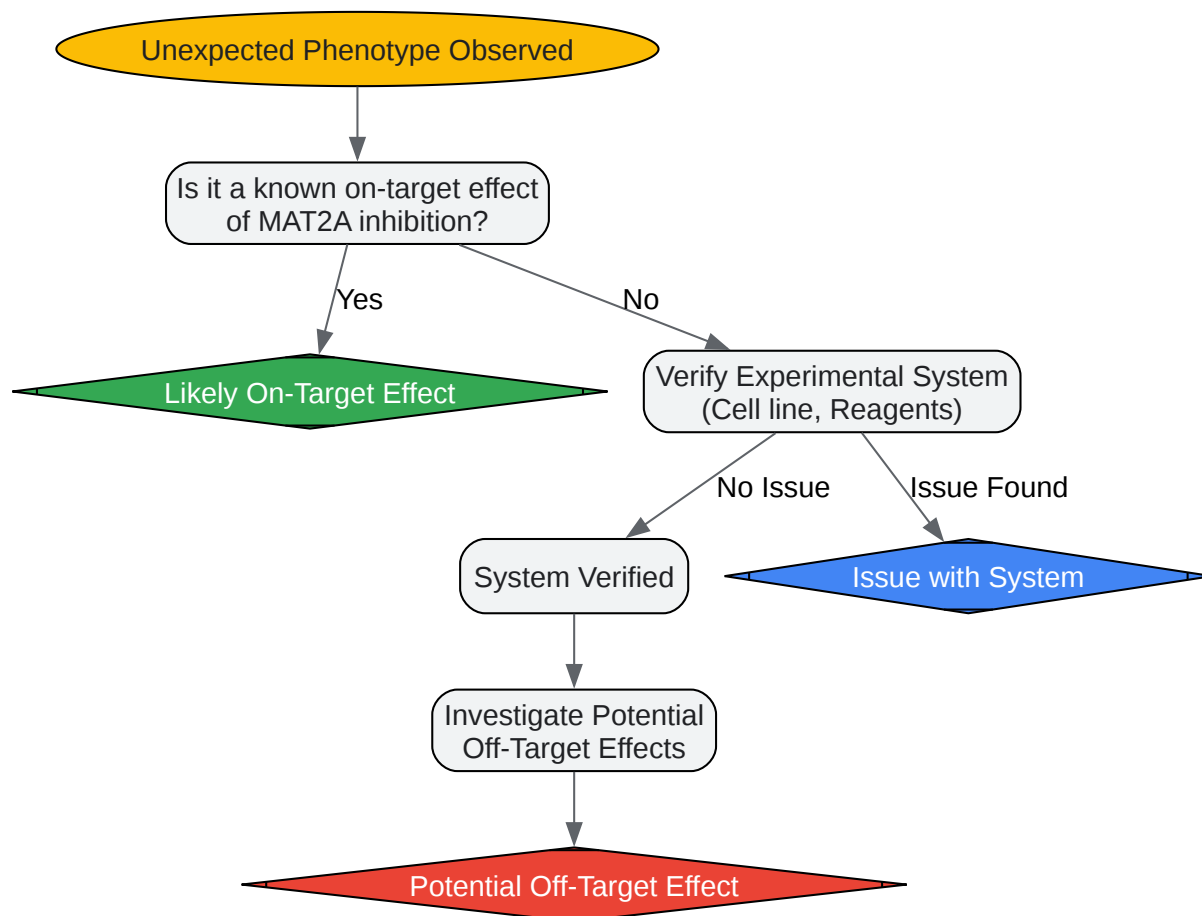 Unexpected Phenotype Observed
Is it a known on-target effect
of MAT2A inhibition?
Yes
No
Likely On-Target Effect
Verify Experimental System
(Cell line, Reagents)
No Issue
Issue Found
System Verified
Issue with System
Investigate Potential
Off-Target Effects
Potential Off-Target Effect